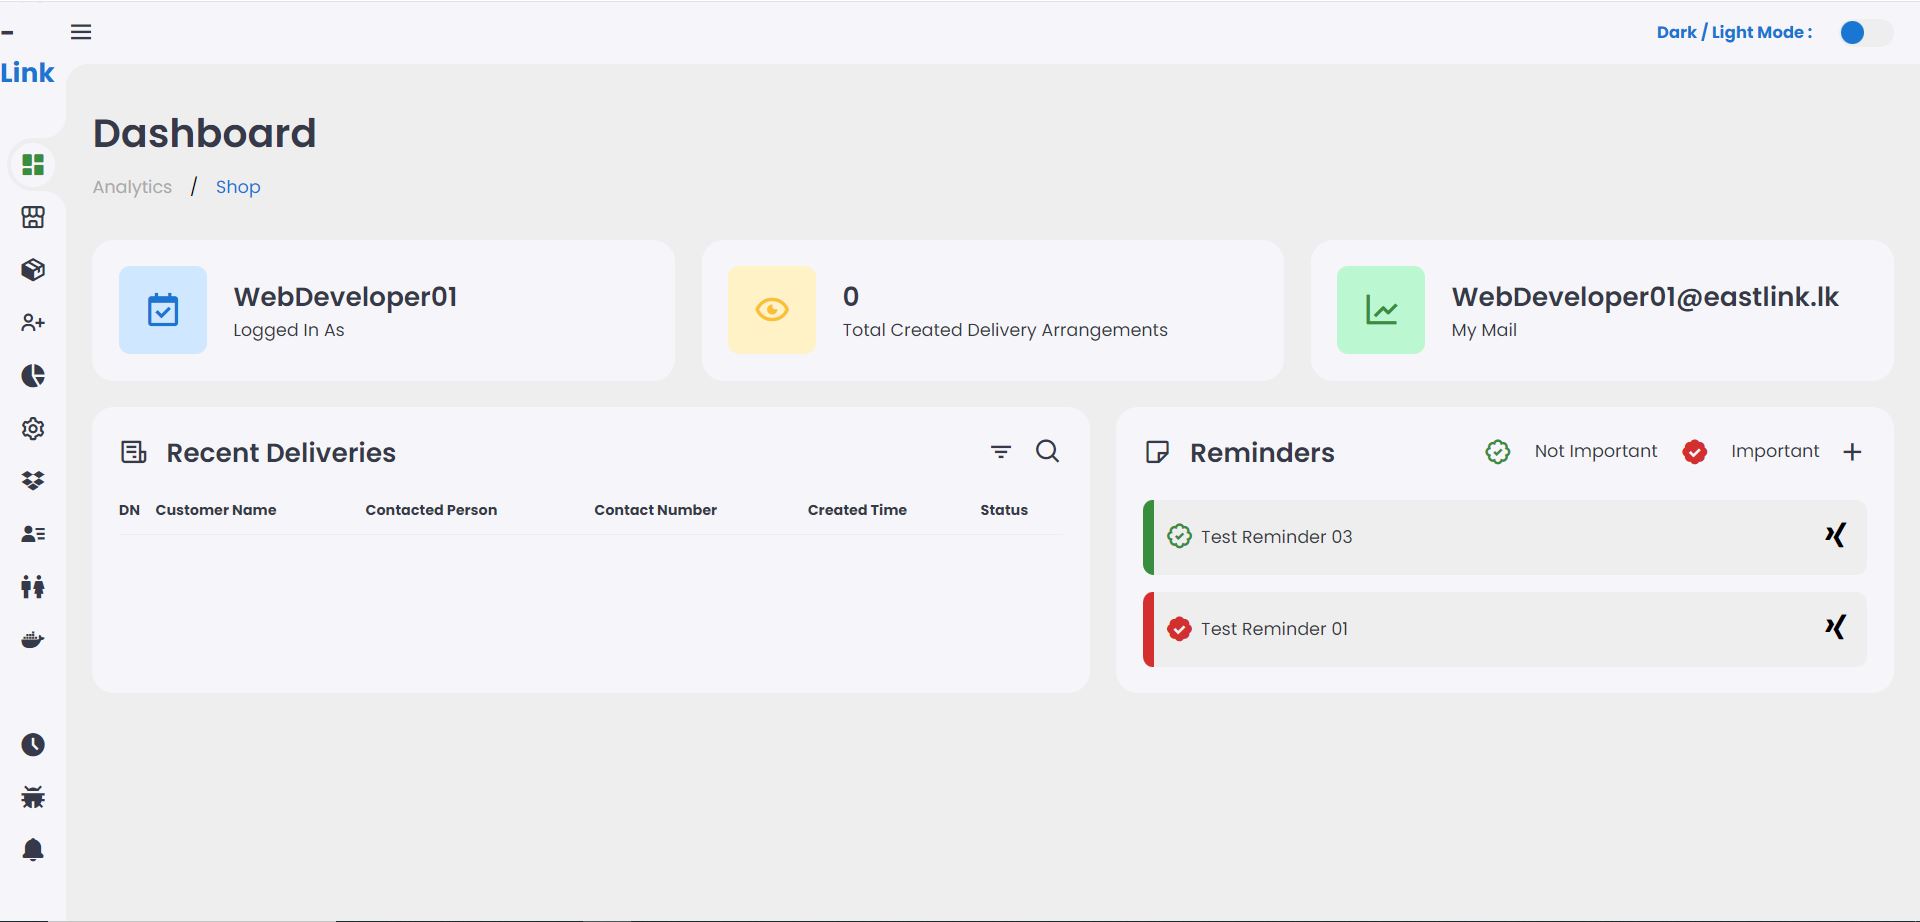 -
Link
Dark / Light Mode :
Dashboard
Analytics / Shop
WebDeveloper01
Logged In As
0
Total Created Delivery Arrangements
WebDeveloper01@eastlink.lk
My Mail
Recent Deliveries
DN Customer Name Contacted Person Contact Number Created Time Status
Reminders Not Important Important +
Test Reminder 03
Test Reminder 01